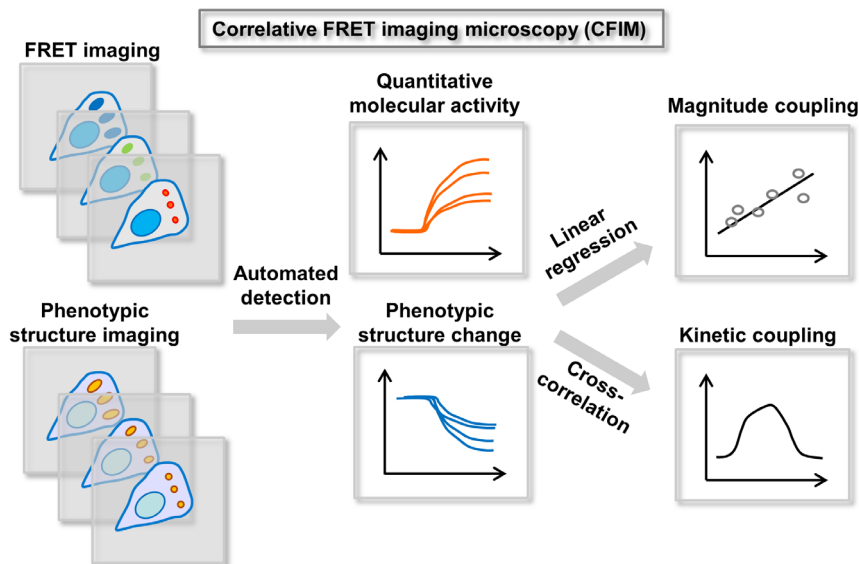 Correlative FRET imaging microscopy (CFIM)
FRET imaging
Quantitative
molecular activity
Magnitude coupling
Automated
detection
Linear
regression
Phenotypic
structure imaging
Phenotypic
structure change
Kinetic coupling
Cross-
correlation